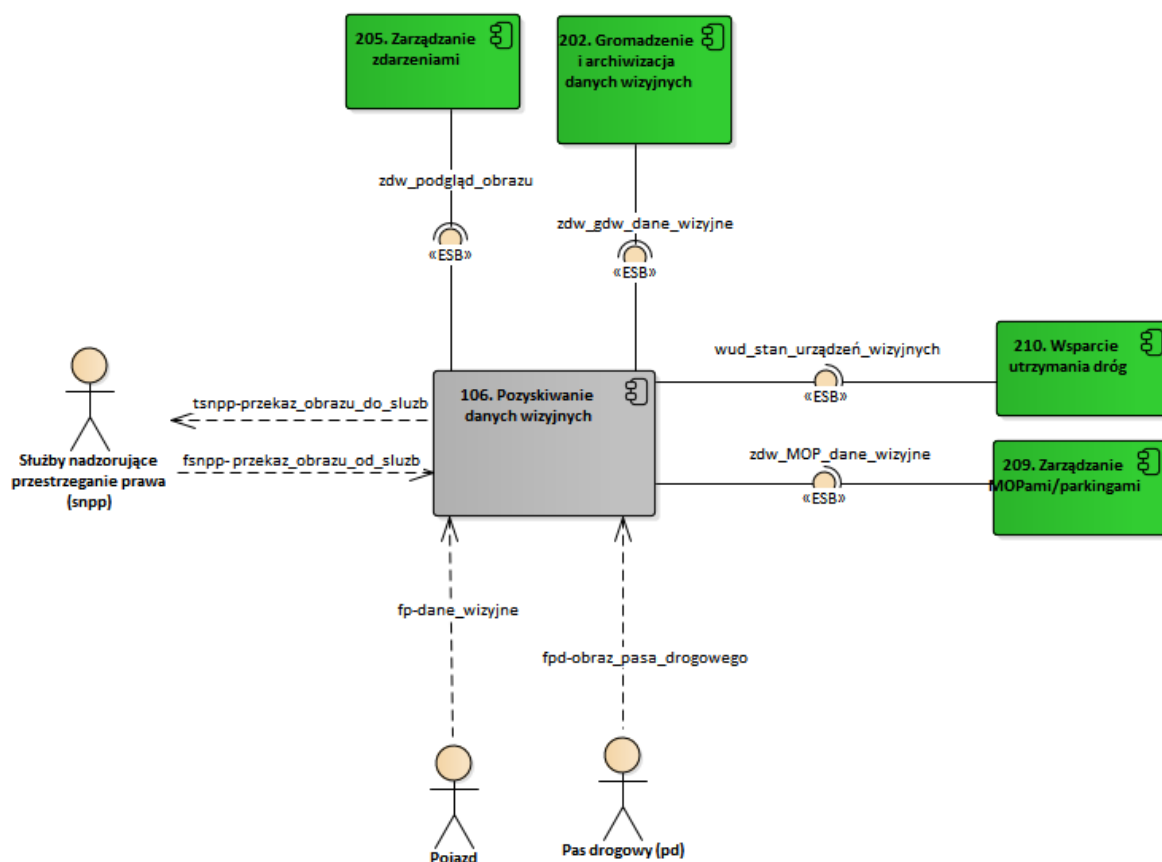 205. Zarządzanie
zdarzeniami
202. Gromadzenie
i archiwizacja
danych wizyjnych
zdw_podgląd_obrazu
«ESB»
zdw_gdw_dane_wizyjne
«ESB»
wud_stan_urządzeń_wizyjnych
«ESB»
210. Wsparcie
utrzymania dróg
106. Pozyskiwanie
danych wizyjnych
tsnpp-przekaz_obrazu_do_sluzb
fsnpp- przekaz_obrazu_od_sluzb
Służby nadzorujące
przestrzeganie prawa
(snpp)
zdw_MOP_dane_wizyjne
«ESB»
209. Zarządzanie
MOPami/parkingami
fp-dane_wizyjne
fpd-obraz_pasa_drogowego
Pojazd
Pas drogowy (pd)